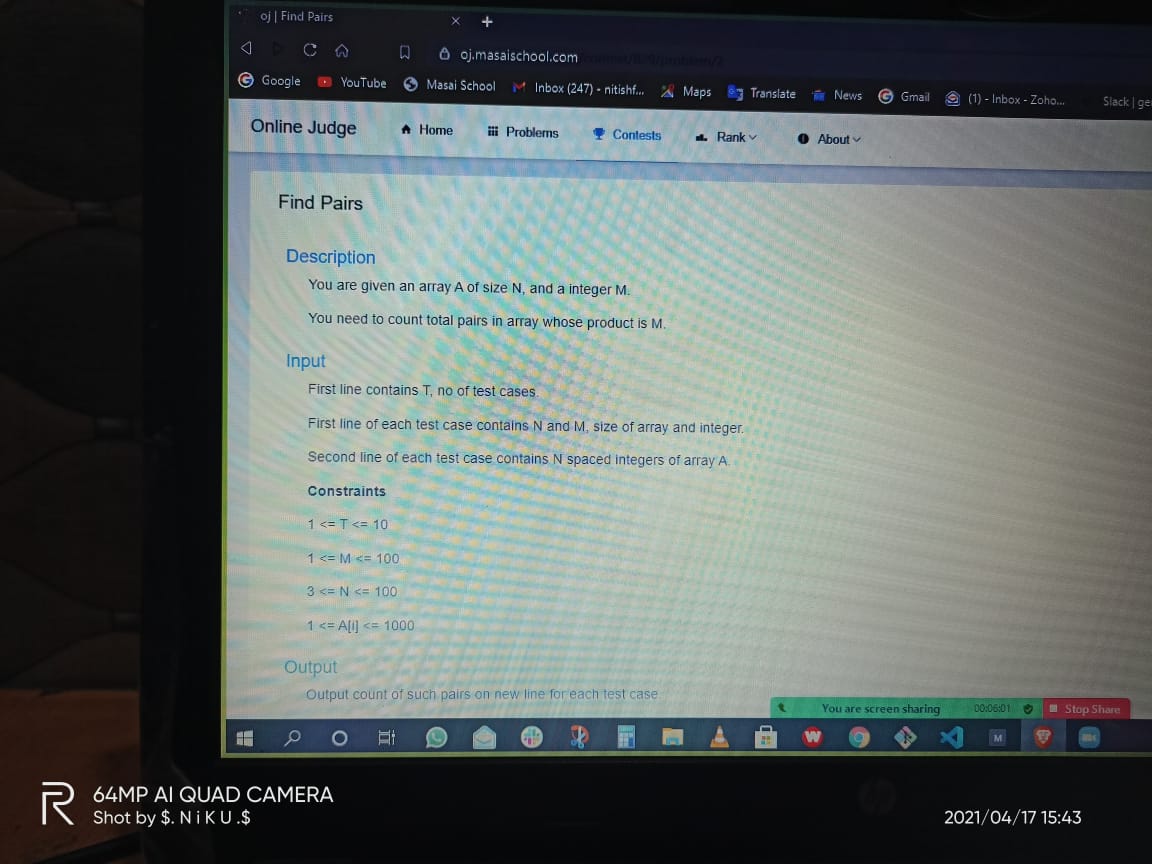 oj | Find Pairs
oj.masaischool.com
Google YouTube Masai School Inbox (247) - nitishf... Maps Translate News Gmail (1) - Inbox - Zoho... Slack | ge
Online Judge Home Problems Contests Rank About
Find Pairs
Description
You are given an array A of size N, and a integer M.
You need to count total pairs in array whose product is M.
Input
First line contains T, no of test cases.
First line of each test case contains N and M, size of array and integer.
Second line of each test case contains N spaced integers of array A.
Constraints
1 <= T <= 10
1 <= M <= 100
3 <= N <= 100
1 <= A[i] <= 1000
Output
Output count of such pairs on new line for each test case
You are screen sharing 00:06:01 Stop Share
M
R 64MP AI QUAD CAMERA
Shot by $. N i K U .$
2021/04/17 15:43
hp